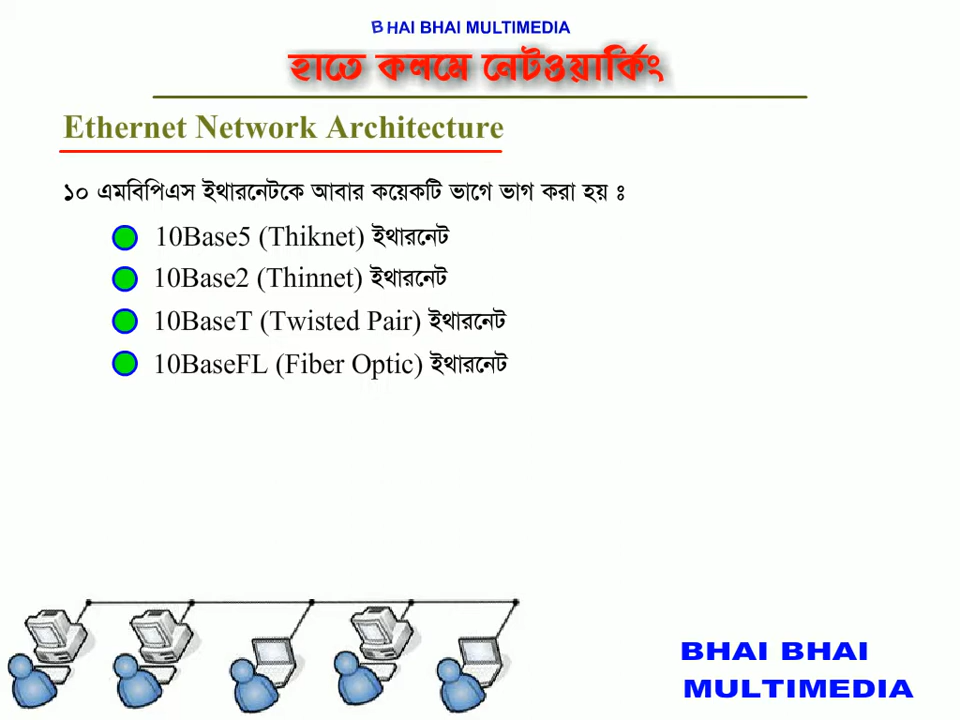 BHAI BHAI MULTIMEDIA
হাতে কলমে নেটওয়ার্কিং
Ethernet Network Architecture
১০ এমবিপিএস ইথারনেটকে আবার কয়েকটি ভাগে ভাগ করা হয় ঃ
10Base5 (Thiknet) ইথারনেট
10Base2 (Thinnet) ইথারনেট
10BaseT (Twisted Pair) ইথারনেট
10BaseFL (Fiber Optic) ইথারনেট
BHAI BHAI
MULTIMEDIA